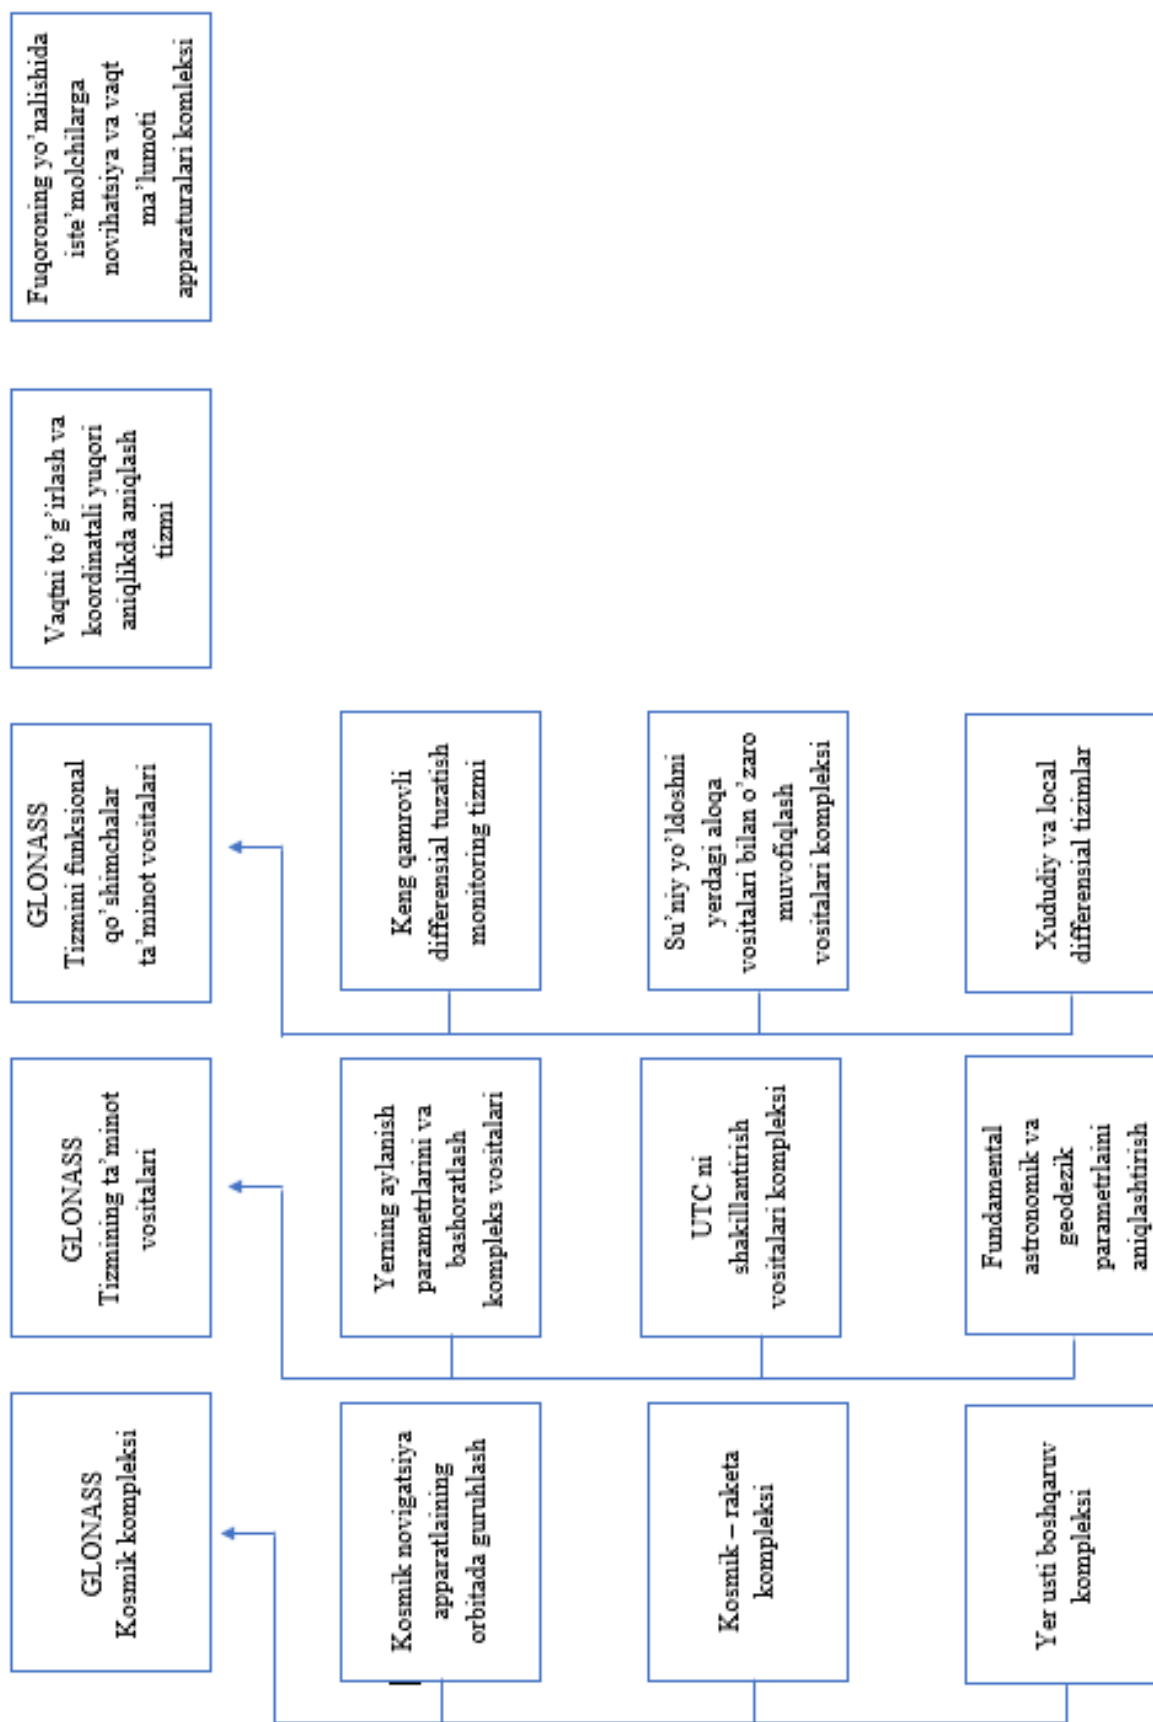 GLONASS
Kosmik kompleksi
GLONASS
Tizmining ta’minot
vositalari
GLONASS
Tizmini funksional
qo’shimchalar
ta’minot vositalari
Vaqtni to’g’irlash va
koordinatali yuqori
aniqlikda aniqlash
tizmi
Fuqoroning yo’nalishida
iste’molchilarga
novihatsiya va vaqt
ma’lumoti
apparaturalari komleksi
Kosmik novigatsiya
apparatlaining
orbitada guruhlash
Yerning aylanish
parametrlarini va
bashoratlash
kompleks vositalari
Keng qamrovli
differensial tuzatish
monitoring tizmi
Kosmik – raketa
kompleksi
UTC ni
shakillantirish
vositalari kompleksi
Su’niy yo’ldoshni
yerdagi aloqa
vositalari bilan o’zaro
muvofiqlash
vositalari kompleksi
Yer usti boshqaruv
kompleksi
Fundamental
astronomik va
geodezik
parametrlaini
aniqlashtirish
Xududiy va local
differensial tizimlar